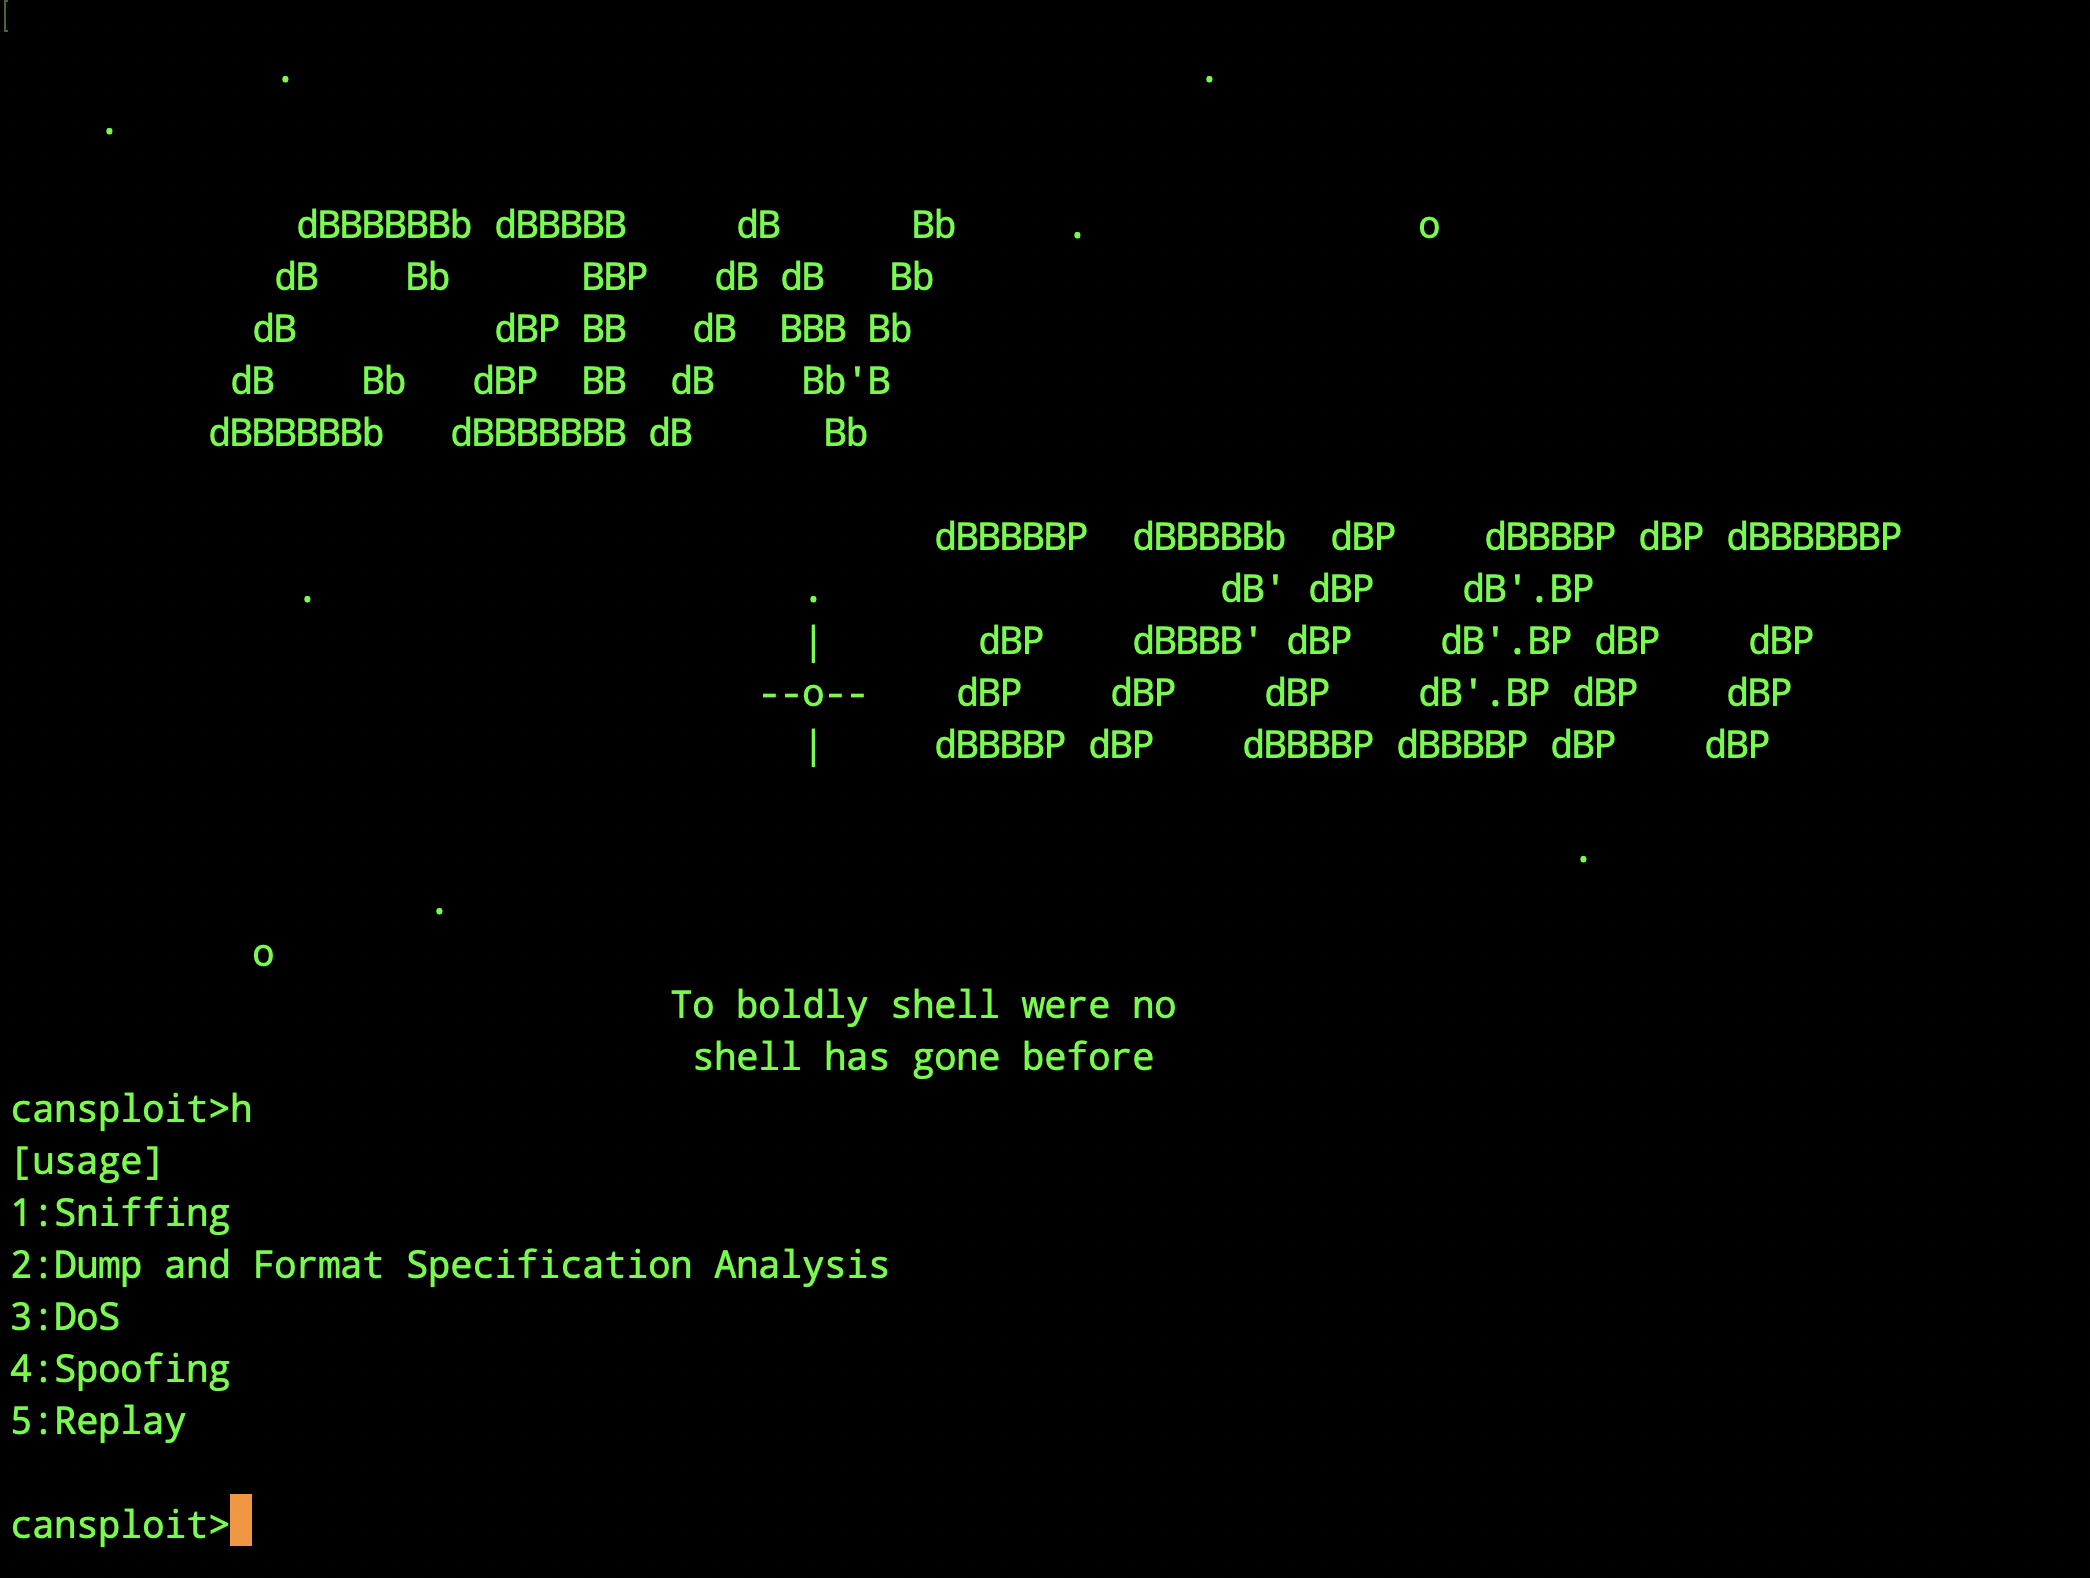 .                                         .
.
dBBBBBBb dBBBBB     dB      Bb     .               o
dB    Bb      BBP   dB dB   Bb
dB         dBP BB   dB  BBB Bb
dB    Bb   dBP  BB  dB    Bb'B
dBBBBBBb   dBBBBBBB dB      Bb
dBBBBBP  dBBBBBb  dBP    dBBBBP dBP dBBBBBBP
.                      .                  dB' dBP    dB'.BP
|       dBP    dBBBB' dBP    dB'.BP dBP    dBP
--o--    dBP    dBP    dBP    dB'.BP dBP    dBP
|     dBBBBP dBP    dBBBBP dBBBBP dBP    dBP
.
.
o
To boldly shell were no
shell has gone before
cansploit>h
[usage]
1:Sniffing
2:Dump and Format Specification Analysis
3:DoS
4:Spoofing
5:Replay
cansploit>